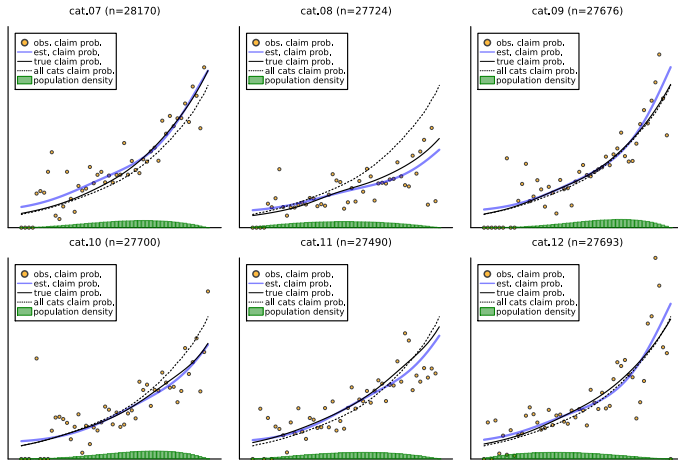 cat.07 (n=28170)
obs. claim prob.
est. claim prob.
true claim prob.
all cats claim prob.
population density
cat.08 (n=27724)
obs. claim prob.
est. claim prob.
true claim prob.
all cats claim prob.
population density
cat.09 (n=27676)
obs. claim prob.
est. claim prob.
true claim prob.
all cats claim prob.
population density
cat.10 (n=27700)
obs. claim prob.
est. claim prob.
true claim prob.
all cats claim prob.
population density
cat.11 (n=27490)
obs. claim prob.
est. claim prob.
true claim prob.
all cats claim prob.
population density
cat.12 (n=27693)
obs. claim prob.
est. claim prob.
true claim prob.
all cats claim prob.
population density